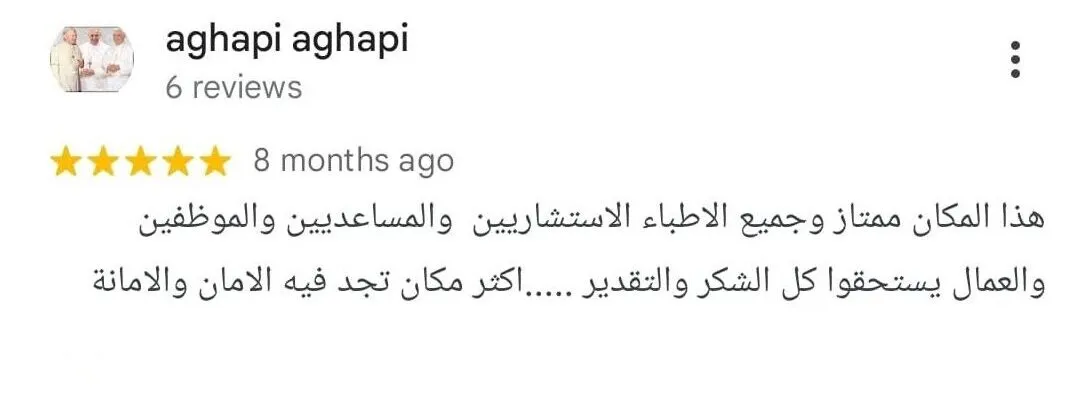 aghapi aghapi
6 reviews
8 months ago
هذا المكان ممتاز وجميع الاطباء الاستشاريين والمساعديين والموظفين
والعمال يستحقوا كل الشكر والتقدير .....اكثر مكان تجد فيه الامان والامانة